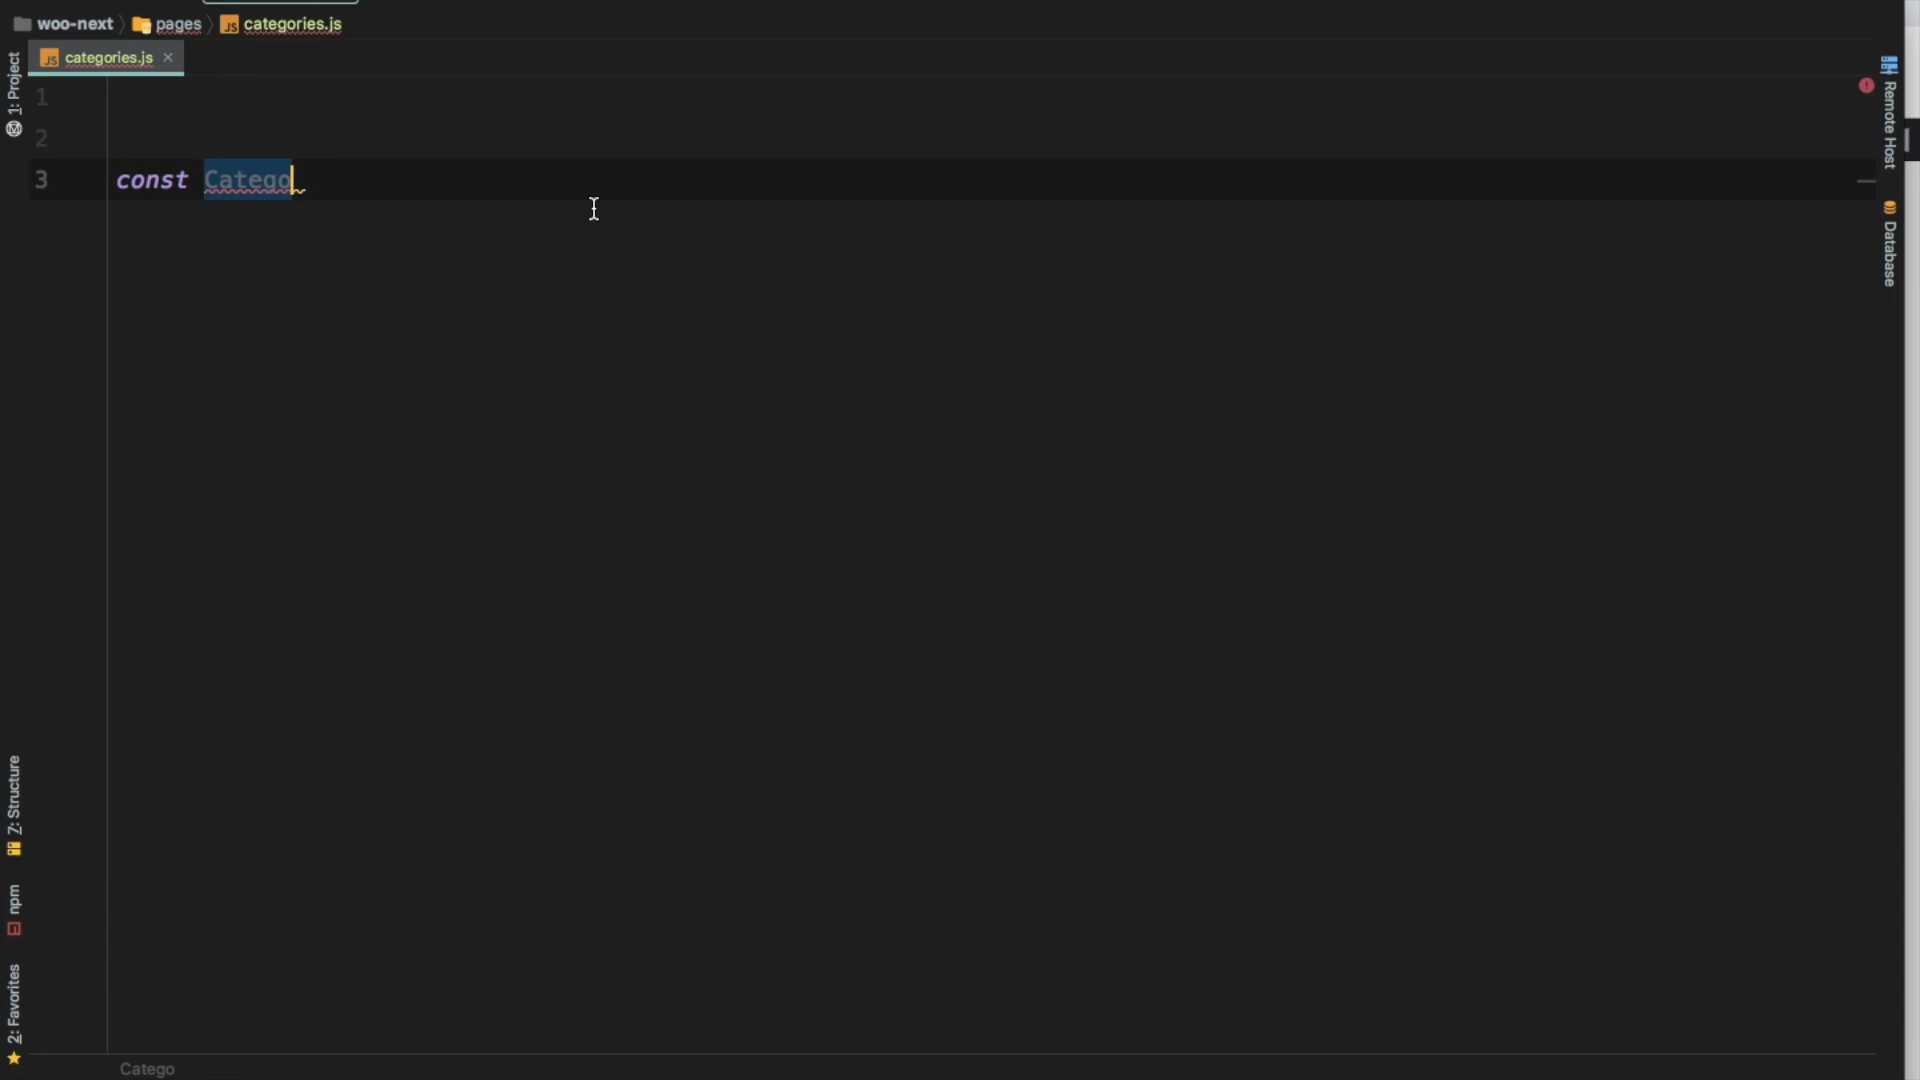 woo-next pages categories.js
categories.js
1: Project
1
2
3 const Catego
Remote Host
Database
Z: Structure
npm
2: Favorites
Catego